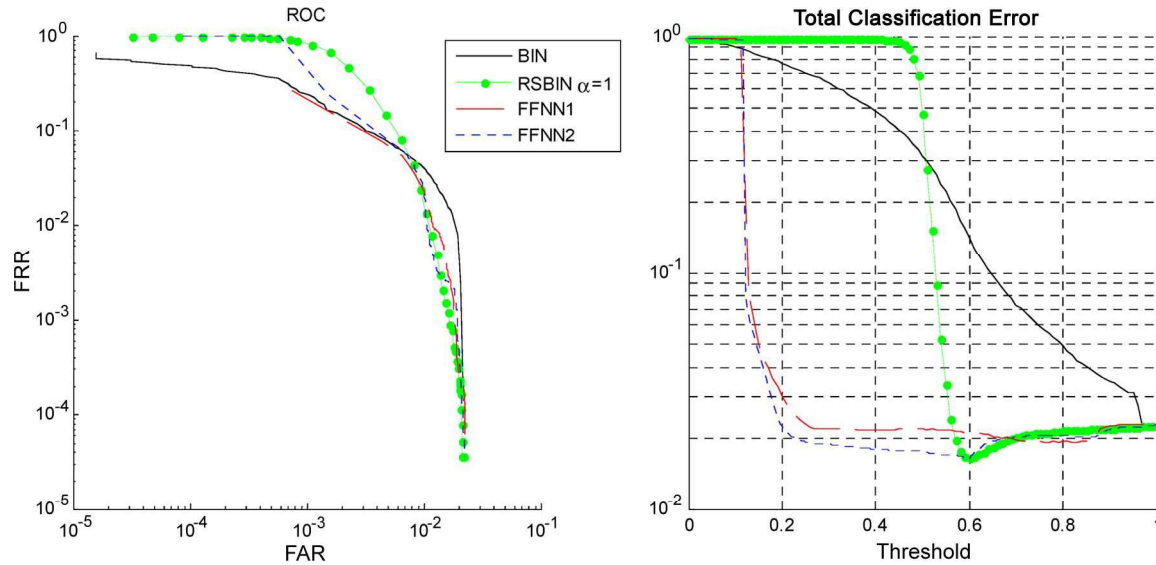 ROC
10^0
10^-1
10^-2
10^-3
10^-4
10^-5
FRR
10^-5
10^-4
10^-3
10^-2
10^-1
FAR
BIN
RSBIN α=1
FFNN1
FFNN2
Total Classification Error
10^0
10^-1
10^-2
0
0.2
0.4
0.6
0.8
1
Threshold